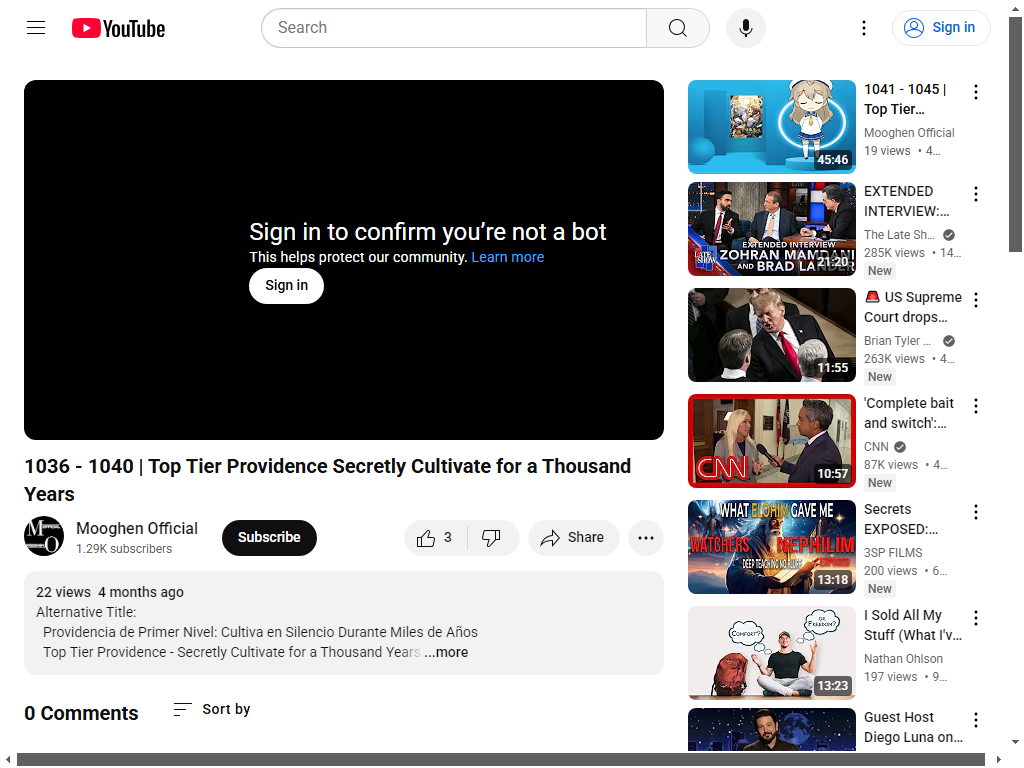 YouTube
Search
Sign in
Sign in to confirm you’re not a bot
This helps protect our community. Learn more
Sign in
1036 - 1040 | Top Tier Providence Secretly Cultivate for a Thousand
Years
Mooghen Official
1.29K subscribers
Subscribe
3
Share
22 views 4 months ago
Alternative Title:
Providencia de Primer Nivel: Cultiva en Silencio Durante Miles de Años
Top Tier Providence - Secretly Cultivate for a Thousand Years ...more
0 Comments
Sort by
45:46
1041 - 1045 |
Top Tier…
Mooghen Official
19 views • 4…
LATE SHOW
EXTENDED INTERVIEW
ZOHRAN MAMDANI
AND BRAD LANDER
21:20
EXTENDED
INTERVIEW:…
The Late Sh…
285K views • 14…
New
11:55
🚨 US Supreme
Court drops…
Brian Tyler …
263K views • 4…
New
CNN
10:57
'Complete bait
and switch':…
CNN
87K views • 4…
New
WHAT ELOHIM GAVE ME
WATCHERS NEPHILIM
EXPOSED
DEEP TEACHING NO FLUFF
13:18
Secrets
EXPOSED:…
3SP FILMS
200 views • 6…
New
COMFORT?
OR FREEDOM?
13:23
I Sold All My
Stuff (What I'v…
Nathan Ohlson
197 views • 9…
Guest Host
Diego Luna on…